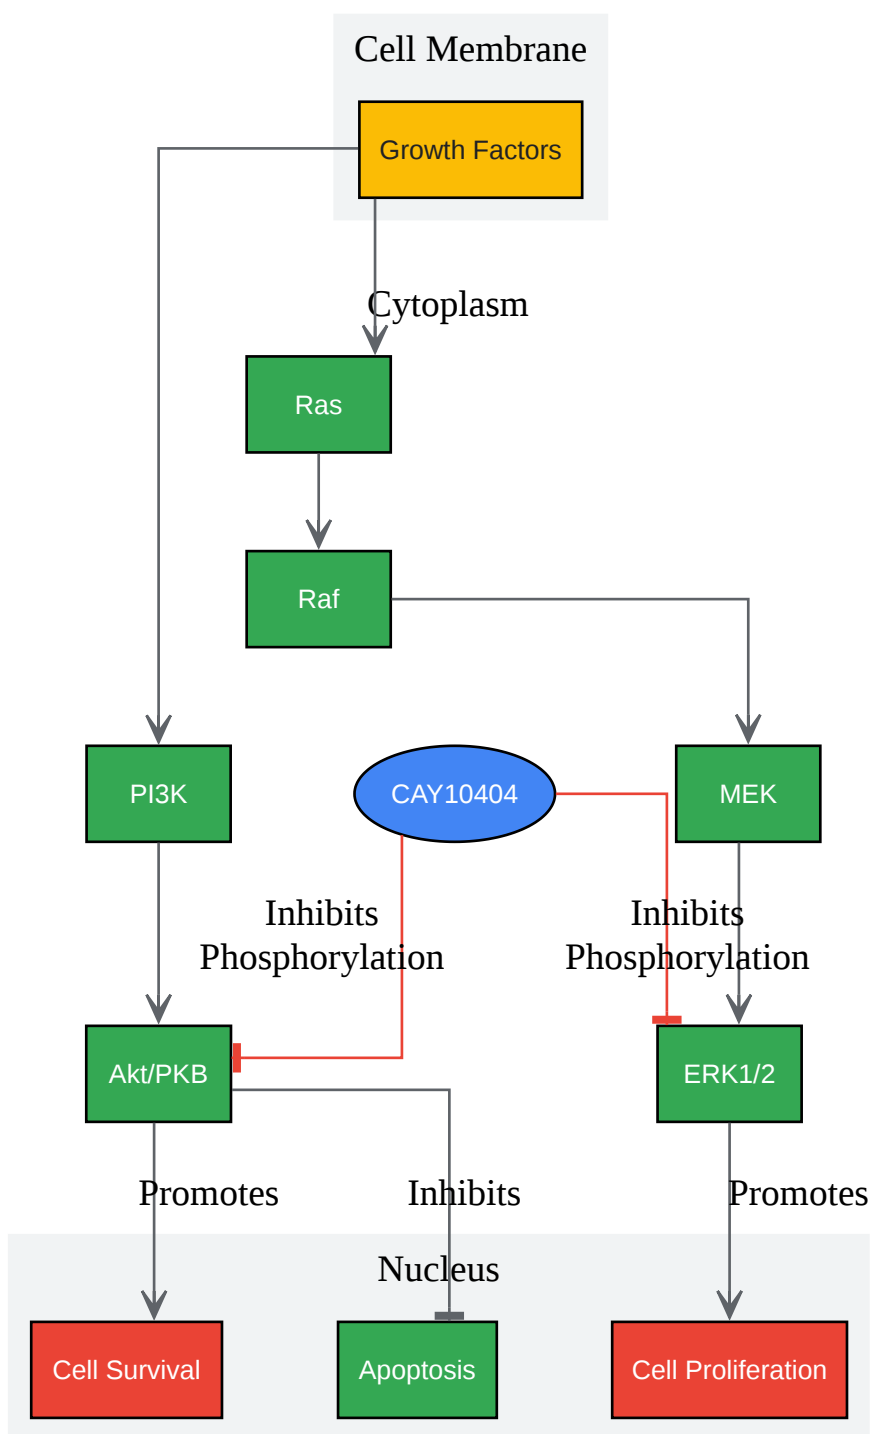 Cell Membrane
Growth Factors
Cytoplasm
Ras
Raf
PI3K
CAY10404
MEK
Inhibits
Phosphorylation
Inhibits
Phosphorylation
Akt/PKB
ERK1/2
Promotes
Inhibits
Promotes
Nucleus
Cell Survival
Apoptosis
Cell Proliferation